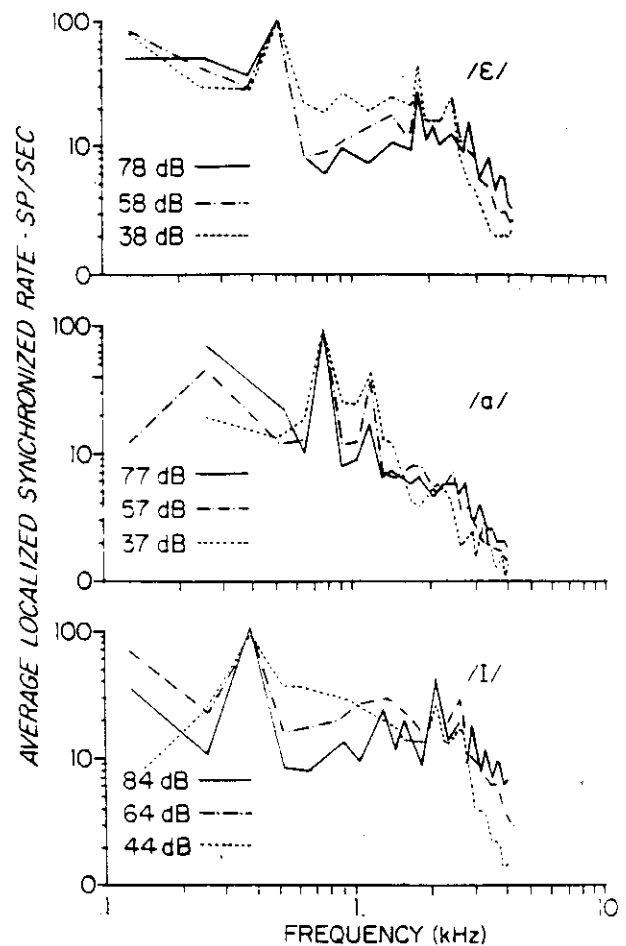 AVERAGE LOCALIZED SYNCHRONIZED RATE - SP/SEC
100
10
0
/ɛ/
78 dB
58 dB
38 dB
100
10
0
/a/
77 dB
57 dB
37 dB
100
10
0
/I/
84 dB
64 dB
44 dB
.1
1.
10
FREQUENCY (kHz)